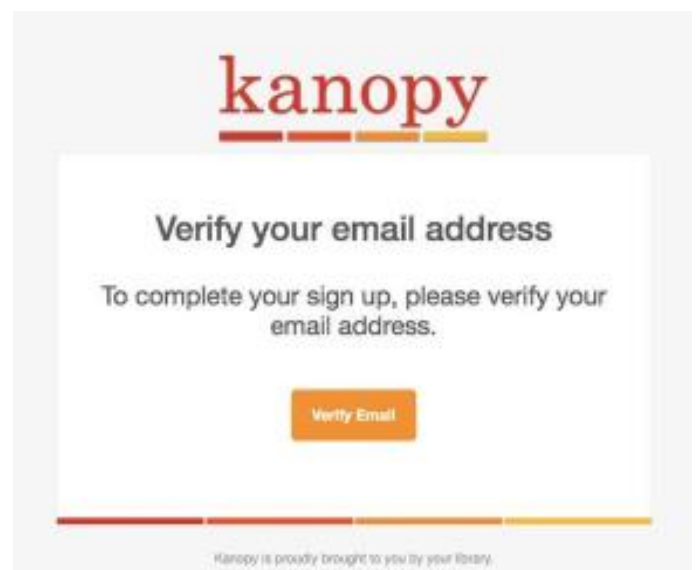 kanopy
Verify your email address
To complete your sign up, please verify your
email address.
Verify Email
Kanopy is proudly brought to you by your library.